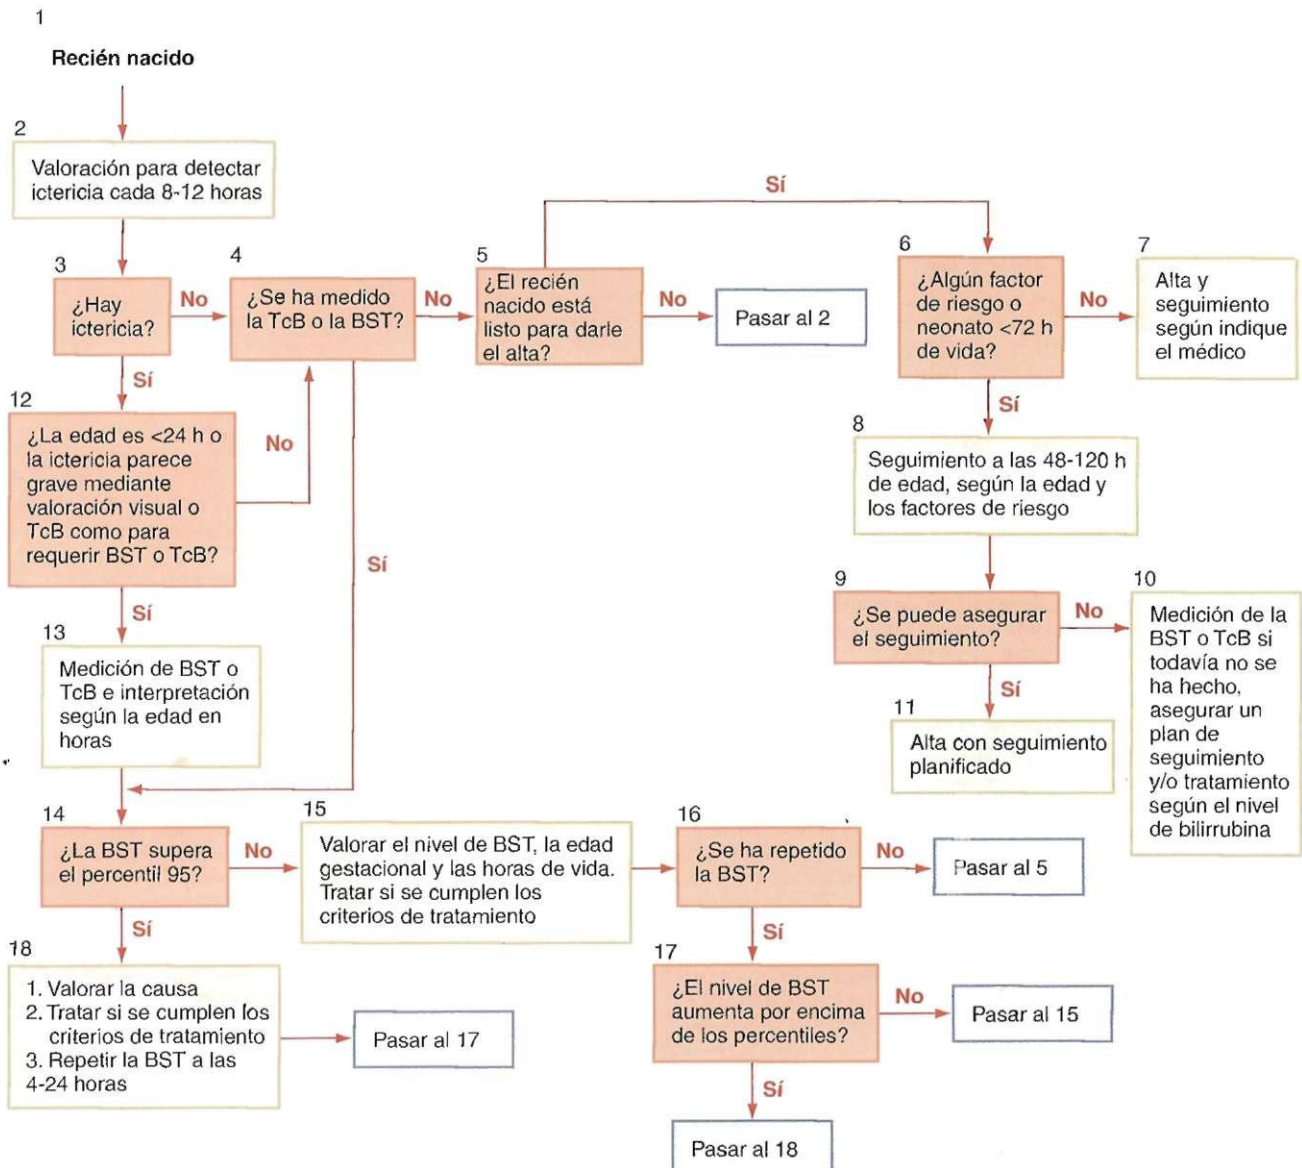 1
Recién nacido
2
Valoración para detectar
ictericia cada 8-12 horas
3
¿Hay
ictericia?
No
4
¿Se ha medido
la TcB o la BST?
No
5
¿El recién
nacido está
listo para darle
el alta?
No
Pasar al 2
Sí
6
¿Algún factor
de riesgo o
neonato <72 h
de vida?
No
7
Alta y
seguimiento
según indique
el médico
Sí
8
Seguimiento a las 48-120 h
de edad, según la edad y
los factores de riesgo
9
¿Se puede asegurar
el seguimiento?
No
10
Medición de la
BST o TcB si
todavía no se
ha hecho,
asegurar un
plan de
seguimiento
y/o tratamiento
según el nivel
de bilirrubina
Sí
11
Alta con seguimiento
planificado
Sí
12
¿La edad es <24 h o
la ictericia parece
grave mediante
valoración visual o
TcB como para
requerir BST o TcB?
No
Sí
Sí
13
Medición de BST o
TcB e interpretación
según la edad en
horas
14
¿La BST supera
el percentil 95?
No
15
Valorar el nivel de BST, la edad
gestacional y las horas de vida.
Tratar si se cumplen los
criterios de tratamiento
16
¿Se ha repetido
la BST?
No
Pasar al 5
Sí
17
¿El nivel de BST
aumenta por encima
de los percentiles?
No
Pasar al 15
Sí
Pasar al 18
Sí
18
1. Valorar la causa
2. Tratar si se cumplen los
criterios de tratamiento
3. Repetir la BST a las
4-24 horas
Pasar al 17